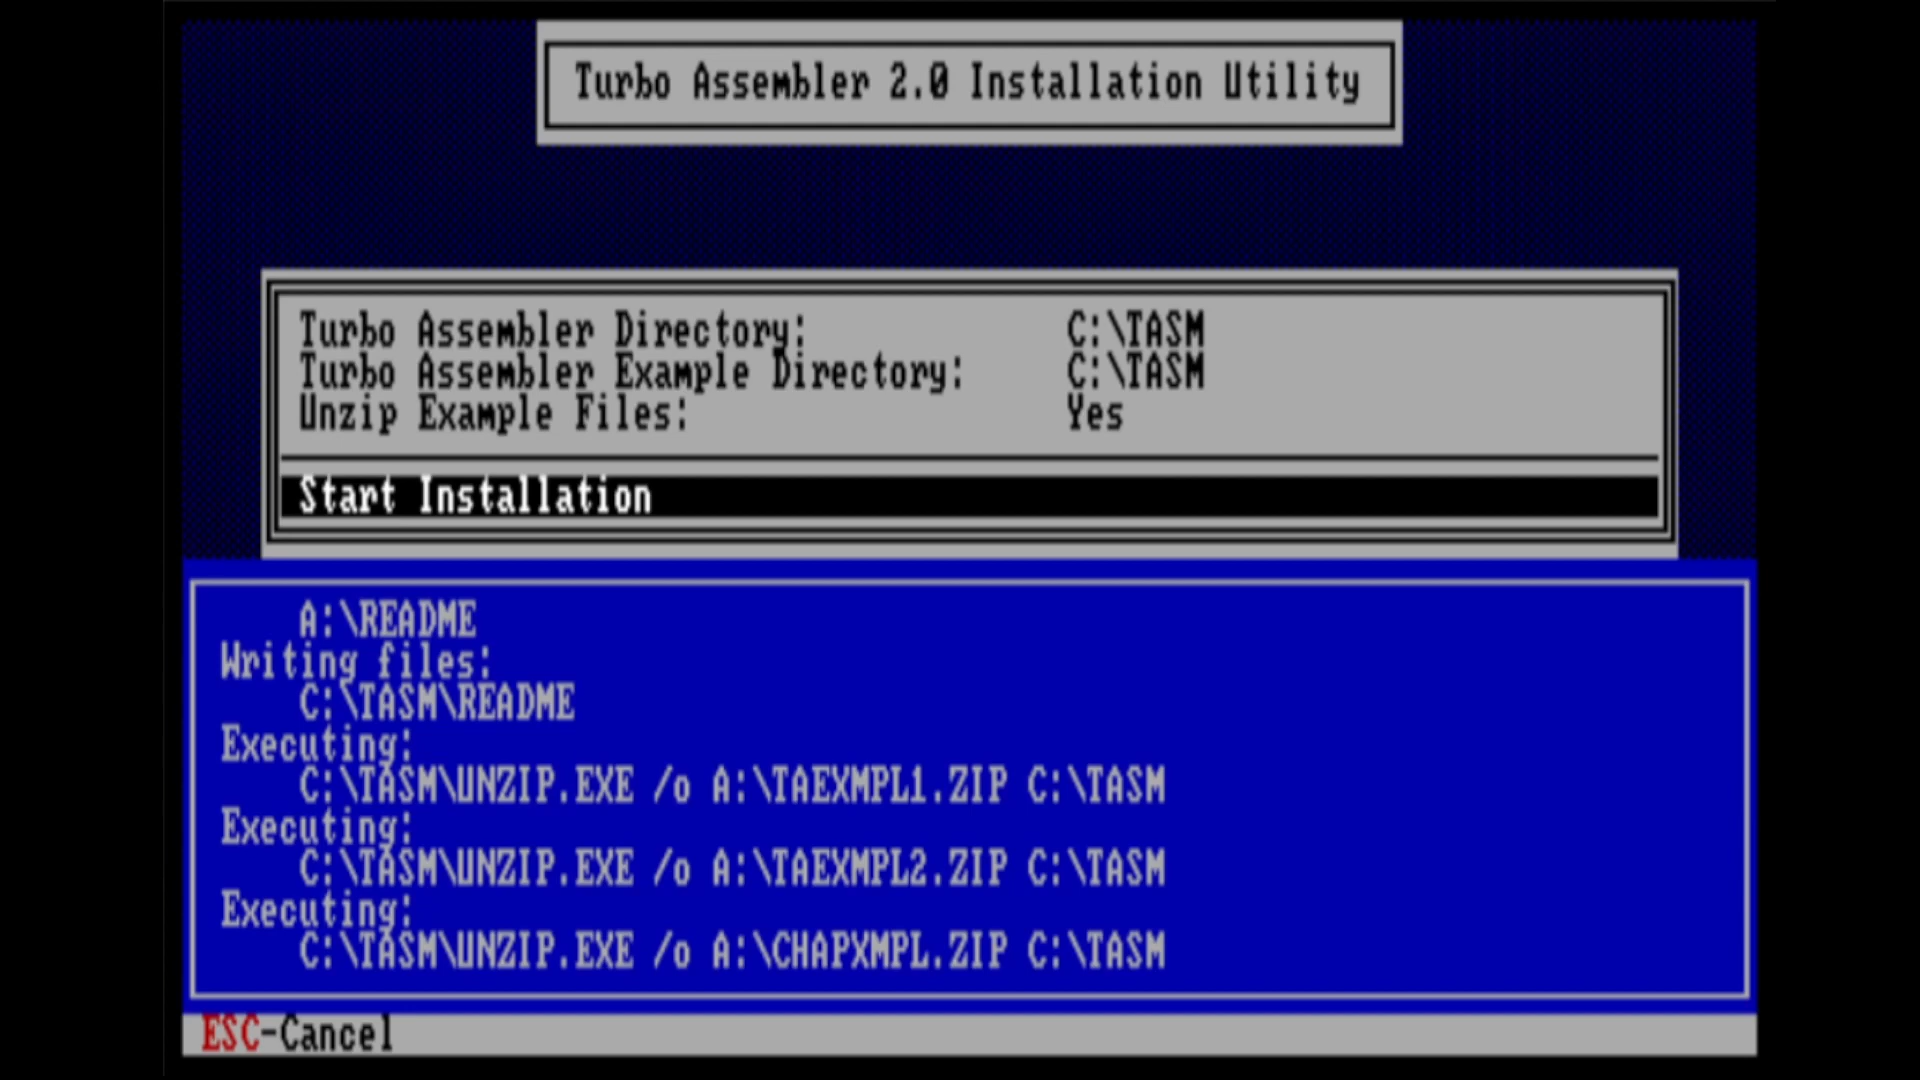 Turbo Assembler 2.0 Installation Utility
Turbo Assembler Directory: C:\TASM
Turbo Assembler Example Directory: C:\TASM
Unzip Example Files: Yes
Start Installation
A:\README
Writing files:
C:\TASM\README
Executing:
C:\TASM\UNZIP.EXE /o A:\TAEXMPL1.ZIP C:\TASM
Executing:
C:\TASM\UNZIP.EXE /o A:\TAEXMPL2.ZIP C:\TASM
Executing:
C:\TASM\UNZIP.EXE /o A:\CHAPXMPL.ZIP C:\TASM
ESC-Cancel